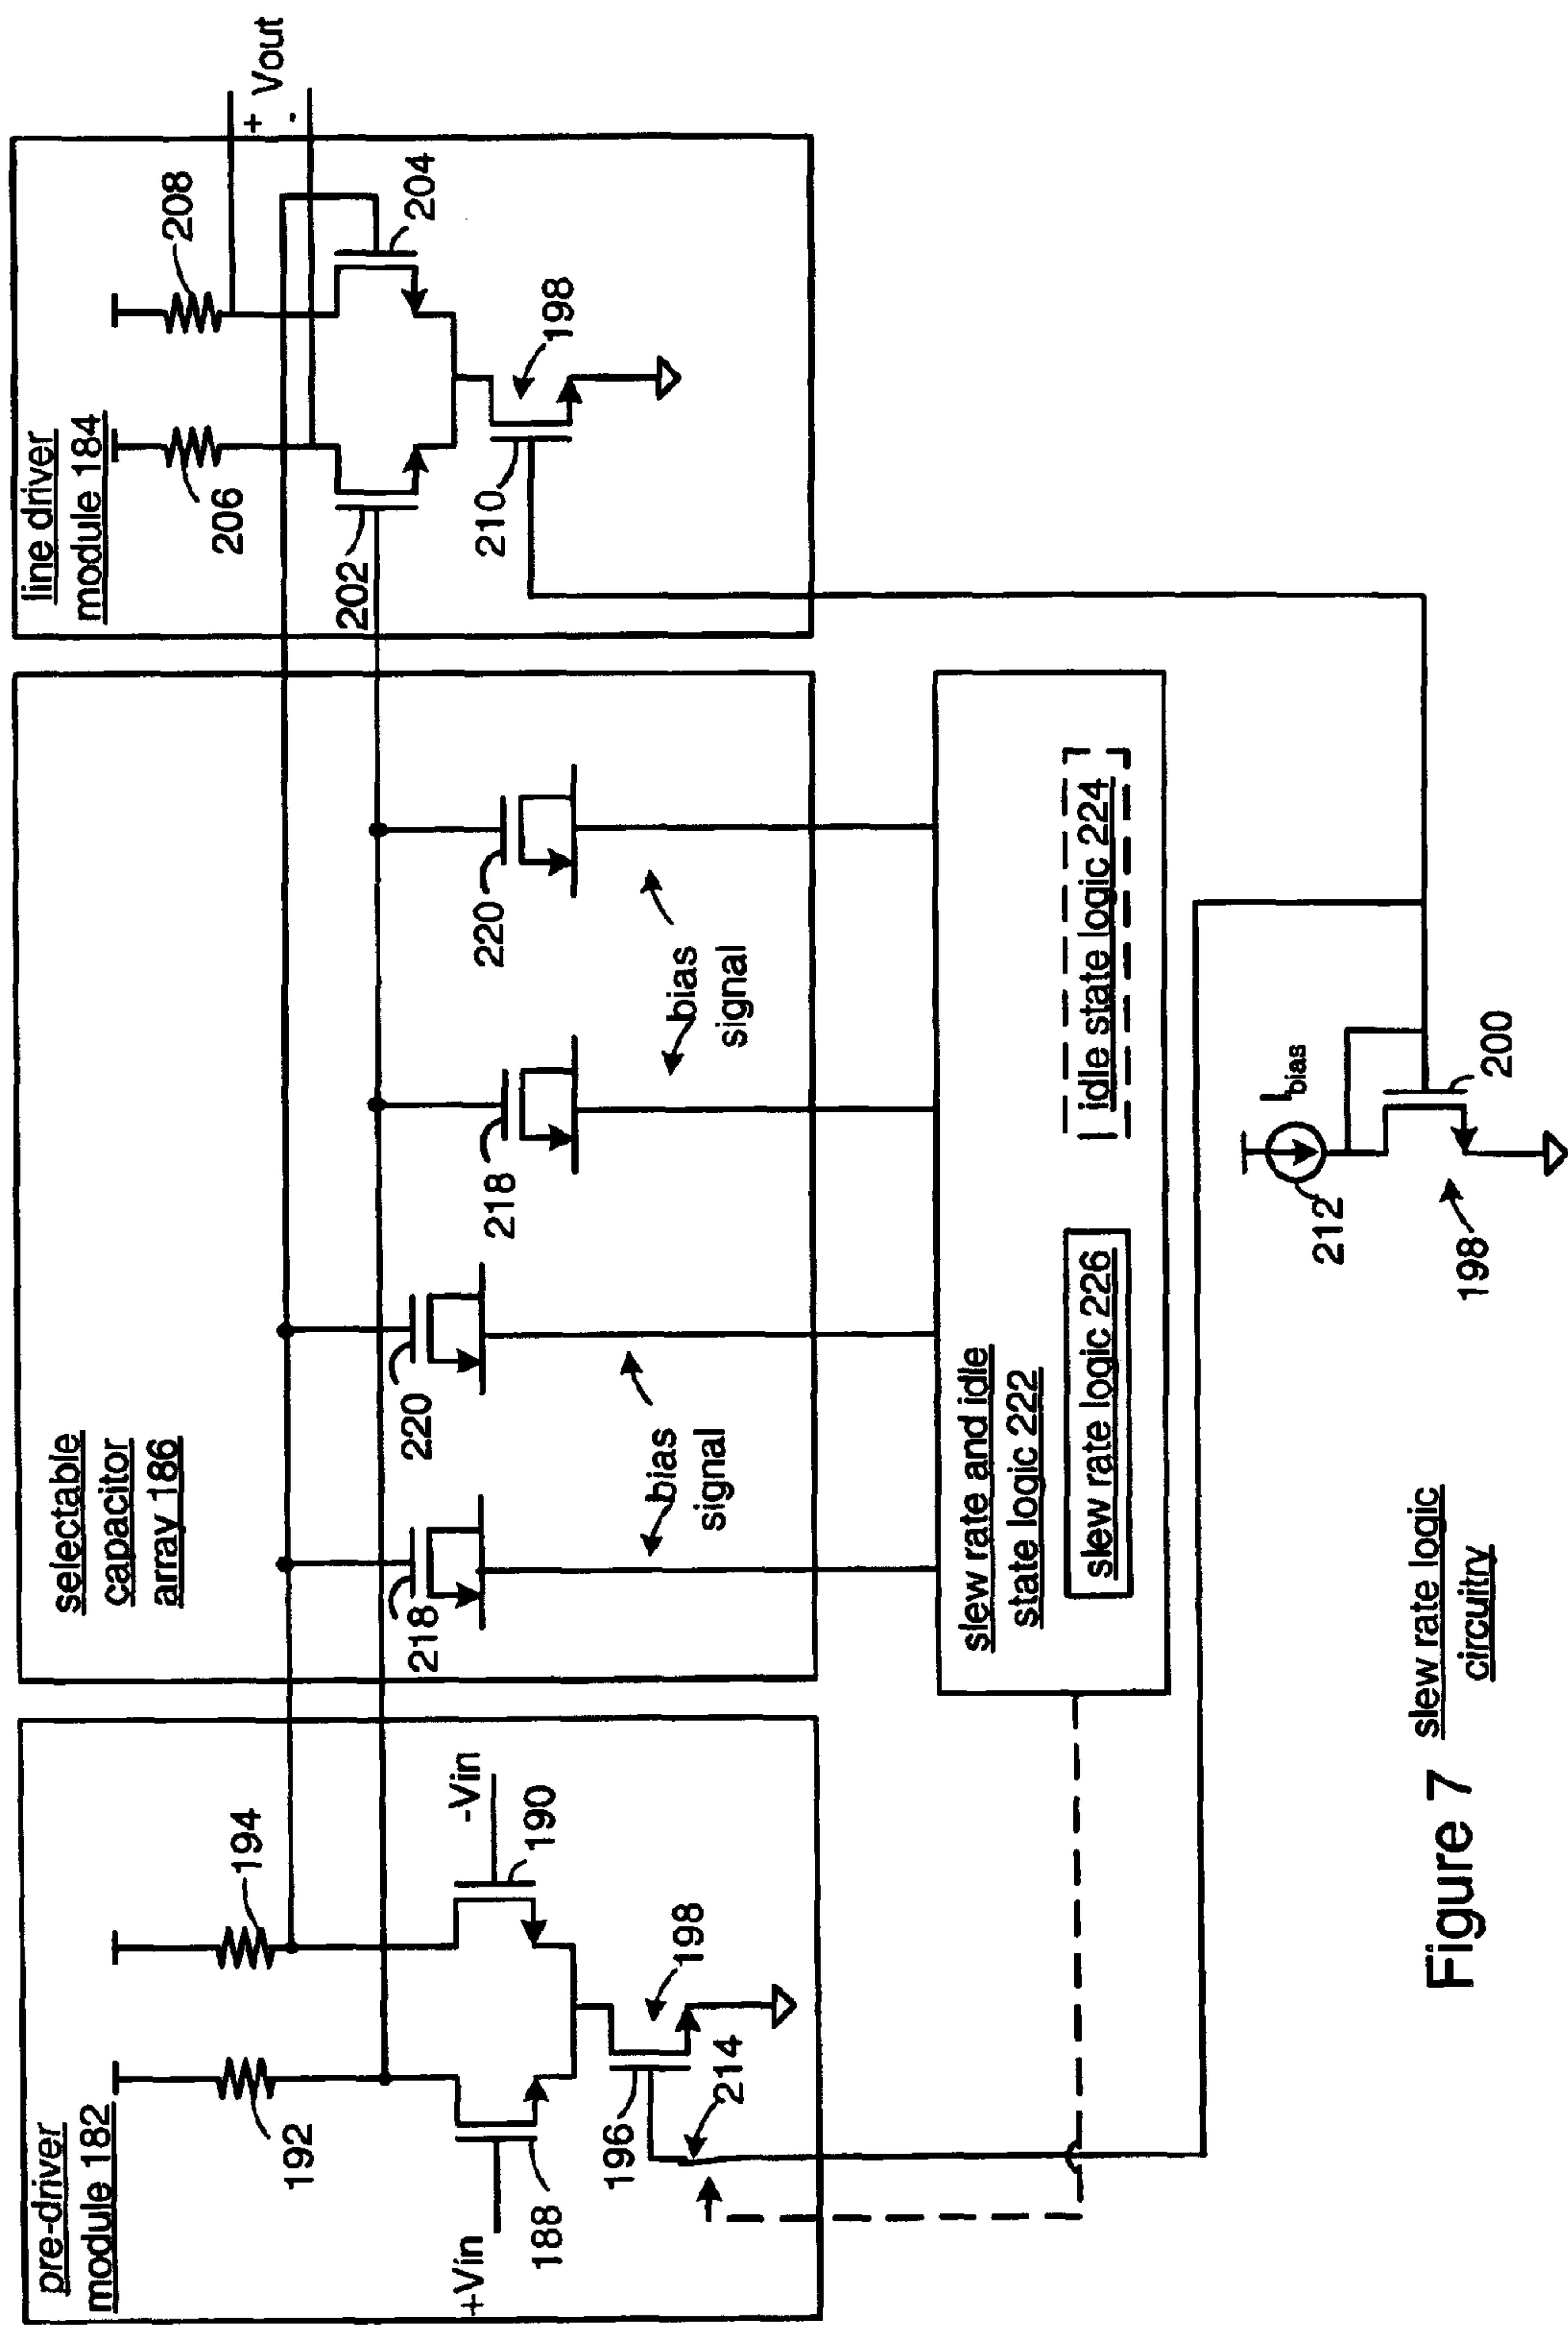 pre-driver
module 182
192
194
+Vin
-Vin
188
190
196
198
214
selectable
capacitor
array 186
218
220
218
220
bias
signal
bias
signal
slew rate and idle
state logic 222
slew rate logic 226
idle state logic 224
line driver
module 184
206
208
+
Vout
-
202
204
210
198
212
Ibias
198
200
Figure 7
slew rate logic
circuitry